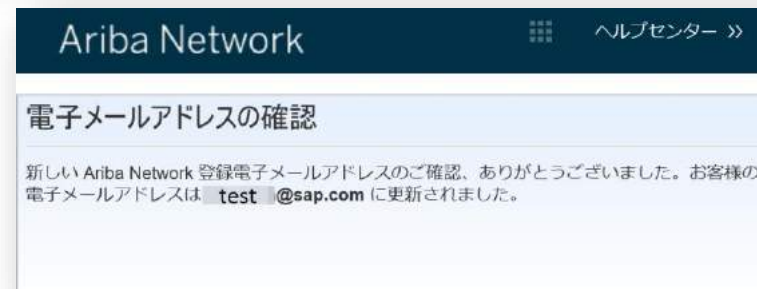 Ariba Network
ヘルプセンター »
電子メールアドレスの確認
新しい Ariba Network 登録電子メールアドレスのご確認、ありがとうございました。お客様の
電子メールアドレスは test @sap.com に更新されました。